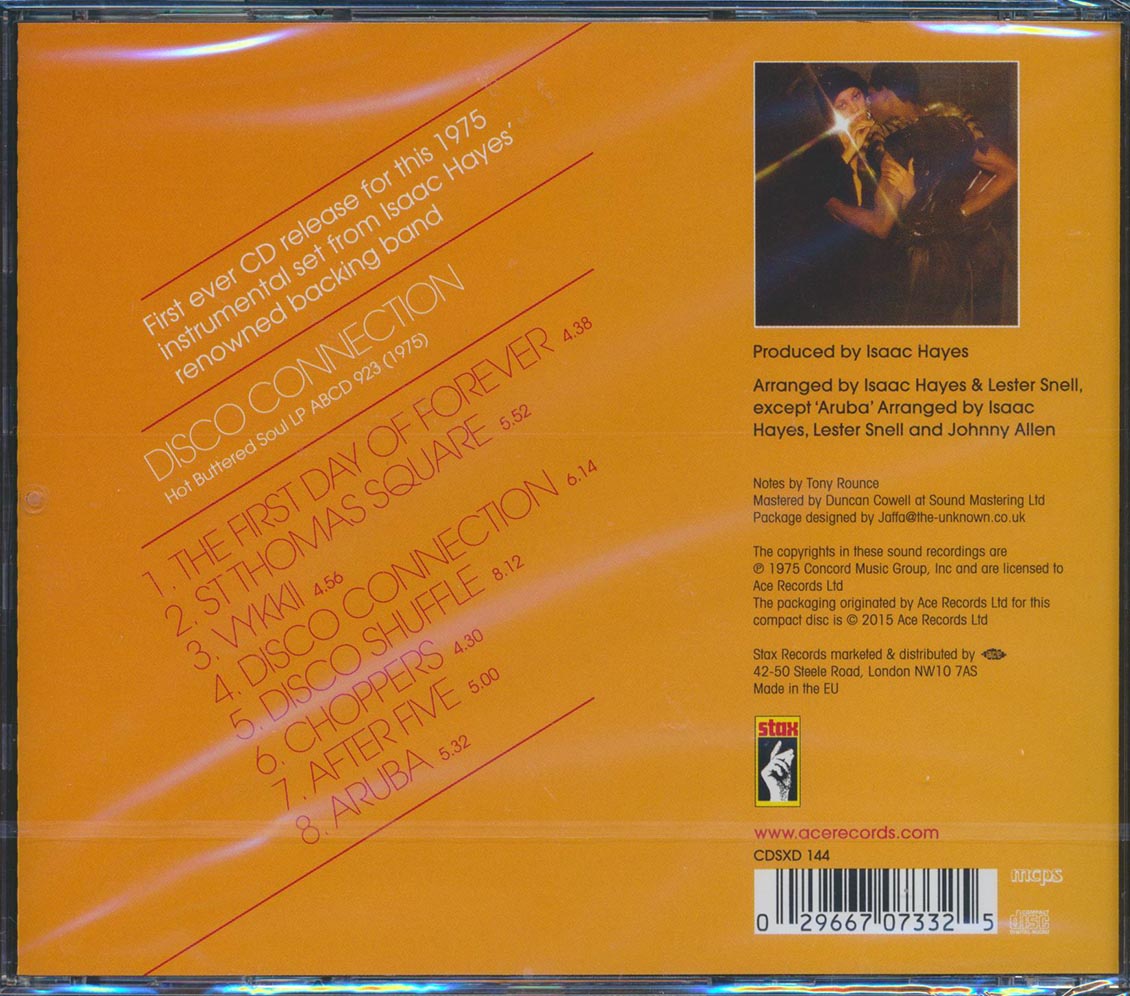 First ever CD release for this 1975
instrumental set from Isaac Hayes’
renowned backing band
DISCO CONNECTION
Hot Buttered Soul LP ABCD 923 (1975)
1. THE FIRST DAY OF FOREVER 4.38
2. ST THOMAS SQUARE 5.52
3. VYKKII 4.56
4. DISCO CONNECTION 6.14
5. DISCO SHUFFLE 8.12
6. CHOPPERS 4.30
7. AFTER FIVE 5.00
8. ARUBA 5.32
Produced by Isaac Hayes
Arranged by Isaac Hayes & Lester Snell,
except ‘Aruba’ Arranged by Isaac
Hayes, Lester Snell and Johnny Allen
Notes by Tony Rounce
Mastered by Duncan Cowell at Sound Mastering Ltd
Package designed by Jaffa@the-unknown.co.uk
The copyrights in these sound recordings are
℗ 1975 Concord Music Group, Inc and are licensed to
Ace Records Ltd
The packaging originated by Ace Records Ltd for this
compact disc is © 2015 Ace Records Ltd
Stax Records marketed & distributed by ACE
42-50 Steele Road, London NW10 7AS
Made in the EU
stax
www.acerecords.com
CDSXD 144
0 29667 07332 5
mcps
COMPACT
disc
DIGITAL AUDIO